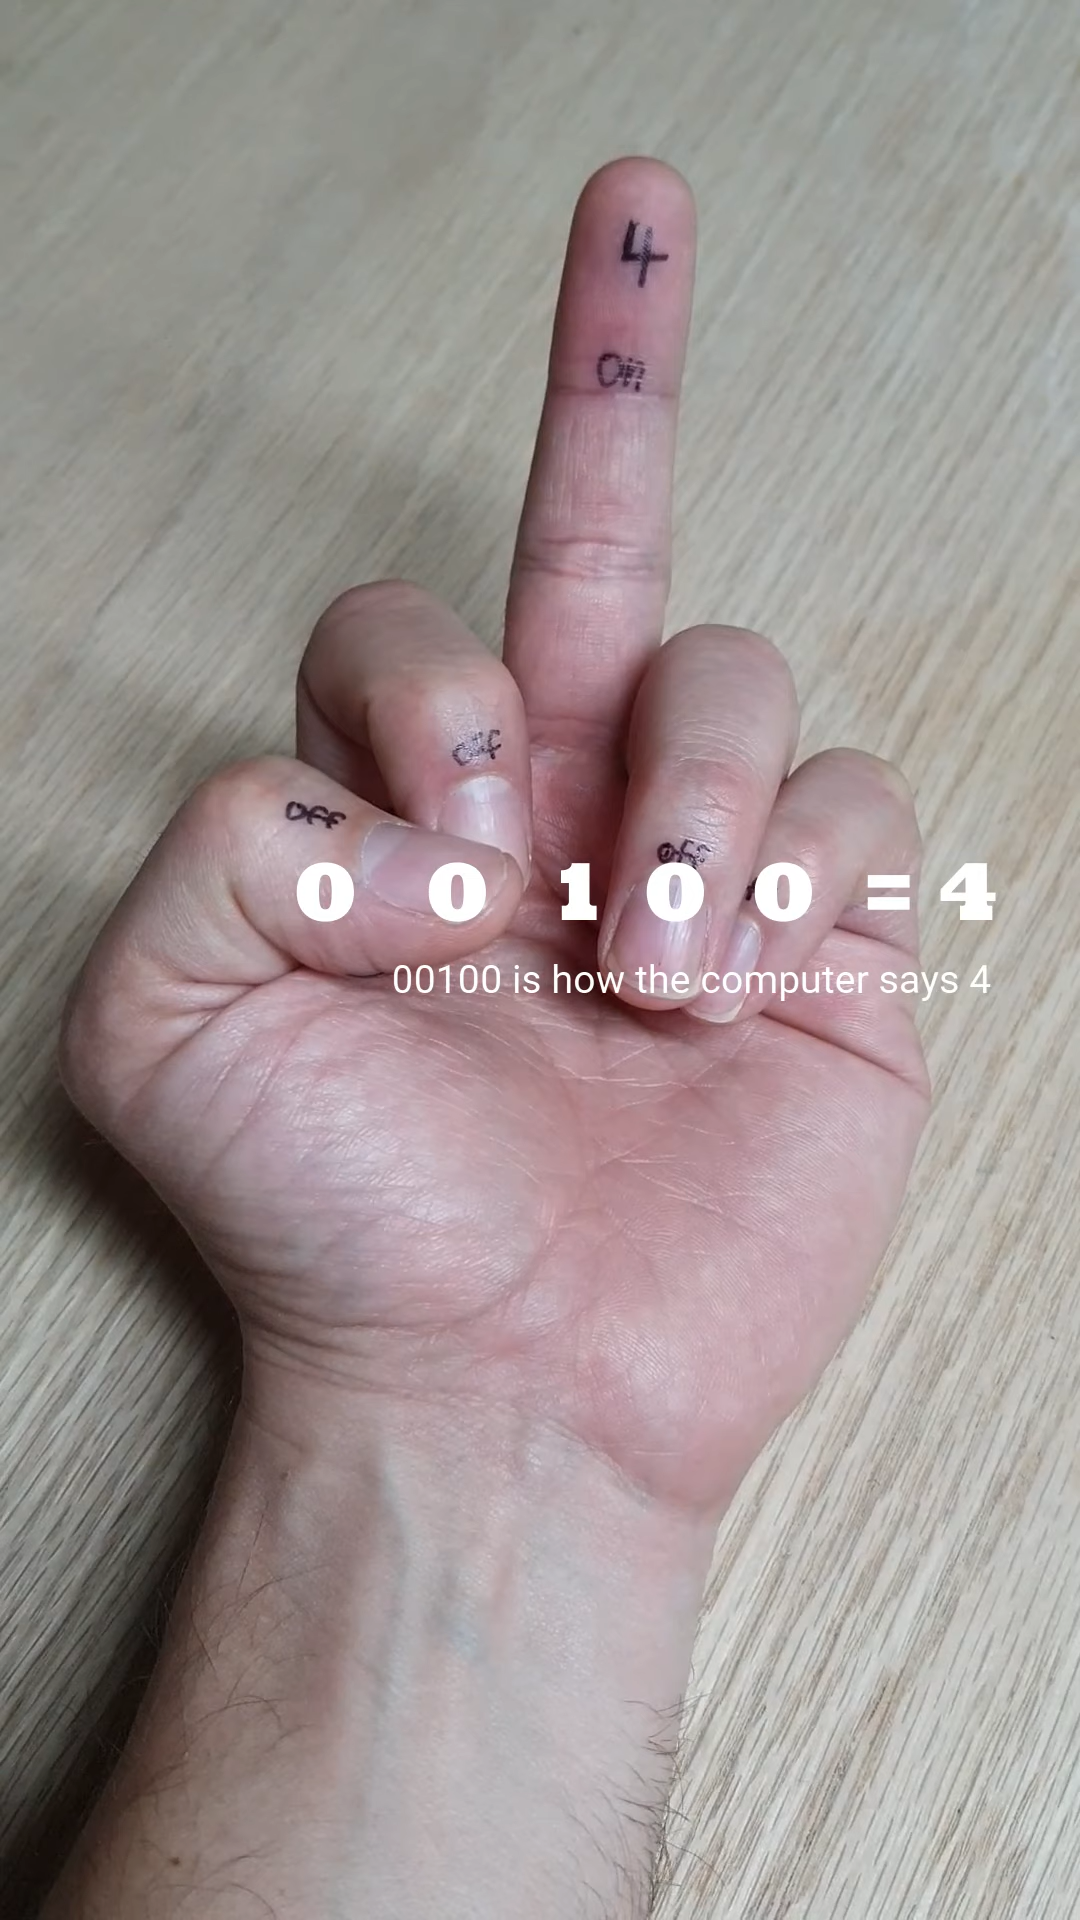 4
on
off
off
off
0 0 1 0 0 = 4
00100 is how the computer says 4